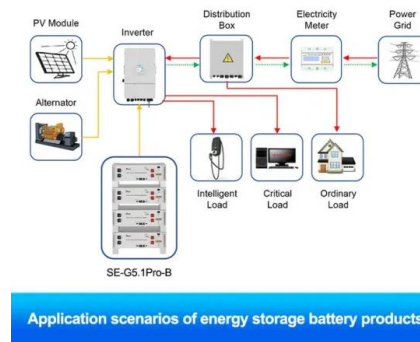 PV Module
Inverter
Distribution
Box
Electricity
Meter
Power
Grid
Alternator
Intelligent
Load
Critical
Load
Ordinary
Load
SE-G5.1Pro-B
Application scenarios of energy storage battery products